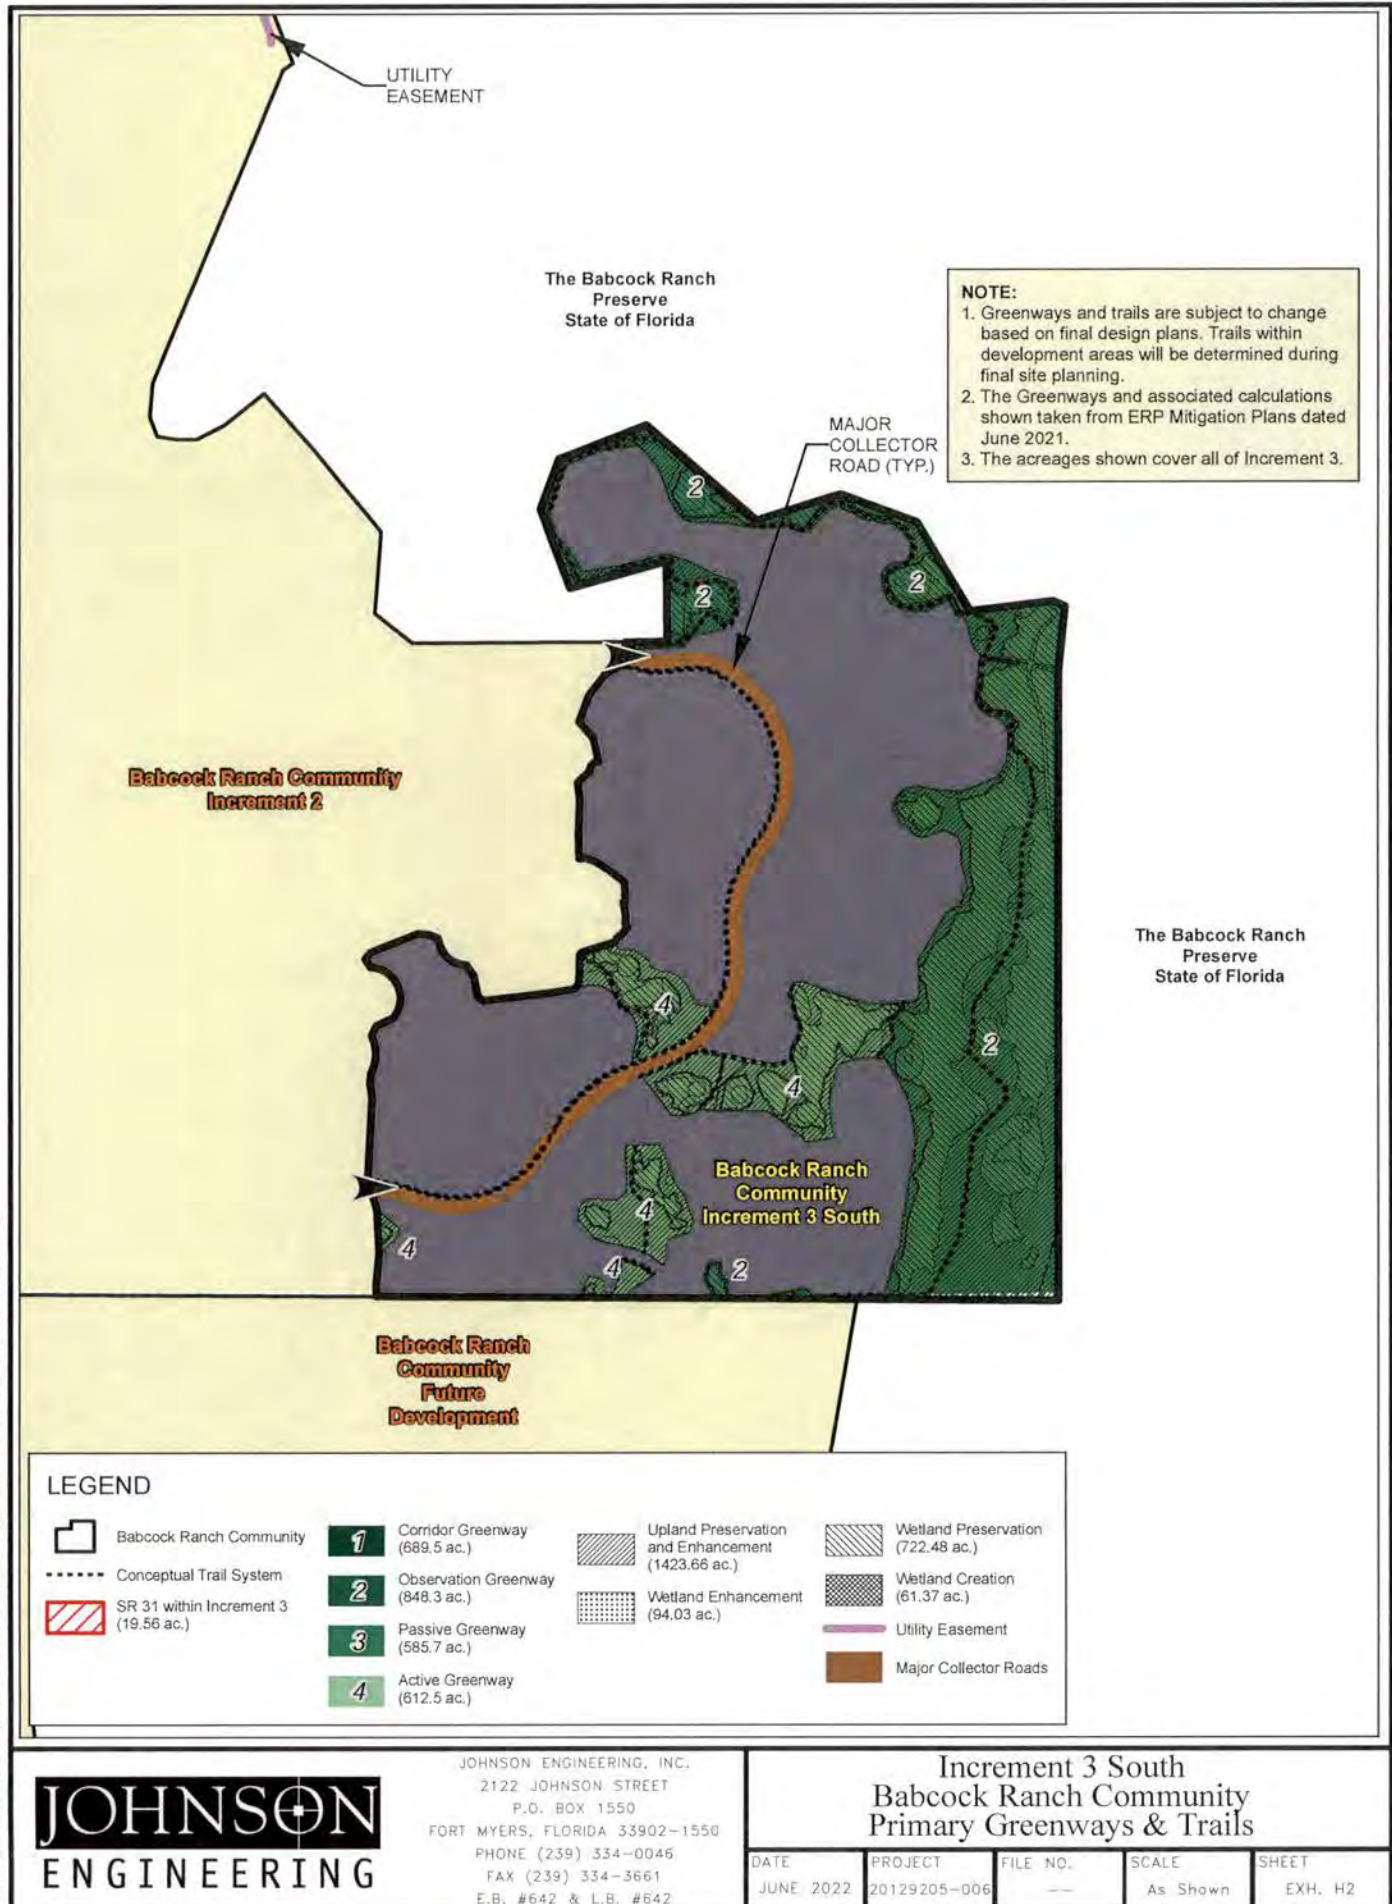 UTILITY
EASEMENT
The Babcock Ranch
Preserve
State of Florida
NOTE:
1. Greenways and trails are subject to change
based on final design plans. Trails within
development areas will be determined during
final site planning.
2. The Greenways and associated calculations
shown taken from ERP Mitigation Plans dated
June 2021.
3. The acreages shown cover all of Increment 3.
MAJOR
COLLECTOR
ROAD (TYP.)
2
2
2
Babcock Ranch Community
Increment 2
The Babcock Ranch
Preserve
State of Florida
4
2
4
Babcock Ranch
Community
Increment 3 South
4
4
4
2
Babcock Ranch
Community
Future
Development
LEGEND
Babcock Ranch Community
Conceptual Trail System
SR 31 within Increment 3
(19.56 ac.)
1
Corridor Greenway
(689.5 ac.)
2
Observation Greenway
(848.3 ac.)
3
Passive Greenway
(585.7 ac.)
4
Active Greenway
(612.5 ac.)
Upland Preservation
and Enhancement
(1423.66 ac.)
Wetland Enhancement
(94.03 ac.)
Wetland Preservation
(722.48 ac.)
Wetland Creation
(61.37 ac.)
Utility Easement
Major Collector Roads
JOHNSON
ENGINEERING
JOHNSON ENGINEERING, INC.
2122 JOHNSON STREET
P.O. BOX 1550
FORT MYERS, FLORIDA 33902-1550
PHONE (239) 334-0046
FAX (239) 334-3661
E.B. #642 & L.B. #642
Increment 3 South
Babcock Ranch Community
Primary Greenways & Trails
DATE
JUNE 2022
PROJECT
20129205-006
FILE NO.
--
SCALE
As Shown
SHEET
EXH. H2